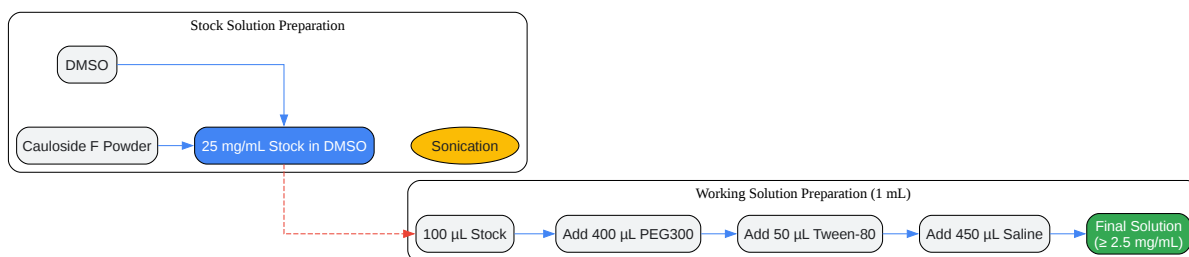 Stock Solution Preparation
DMSO
Cauloside F Powder
25 mg/mL Stock in DMSO
Sonication
Working Solution Preparation (1 mL)
100 µL Stock
Add 400 µL PEG300
Add 50 µL Tween-80
Add 450 µL Saline
Final Solution
(≥ 2.5 mg/mL)